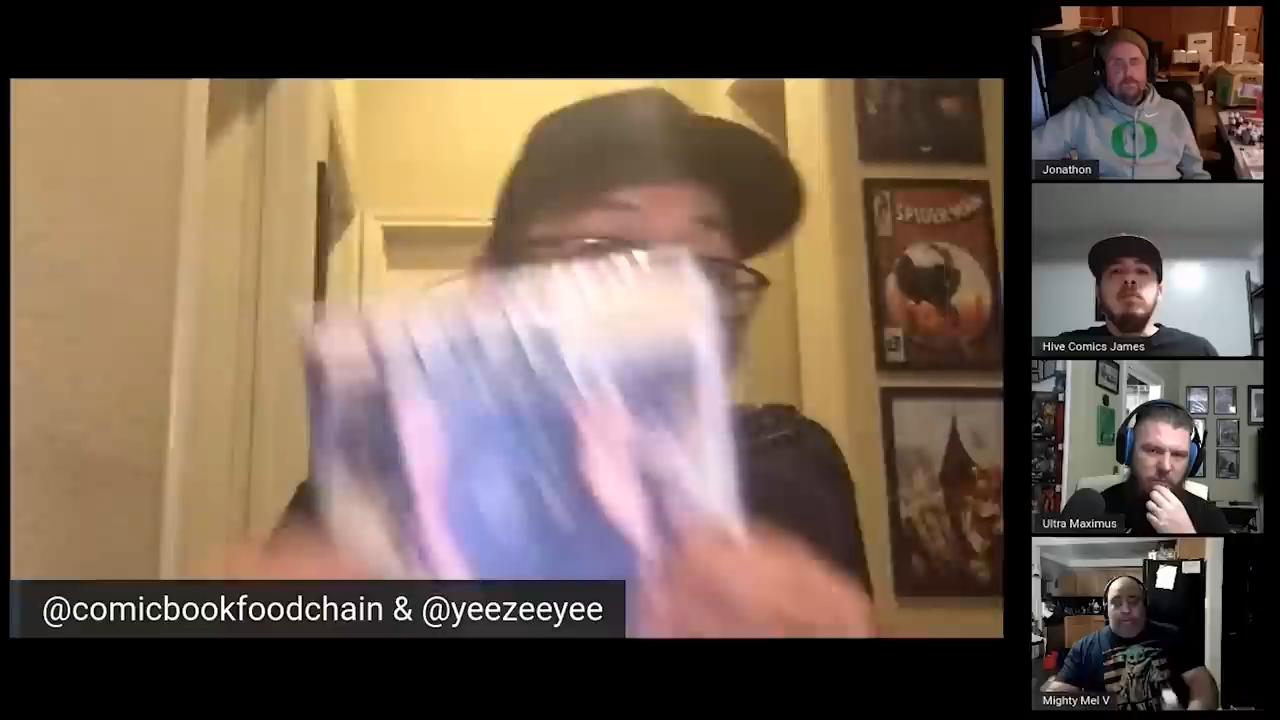 @comicbookfoodchain & @yeezeeyee
SPIDER-MAN
Jonathon
O
Hive Comics James
Ultra Maximus
Mighty Mel V